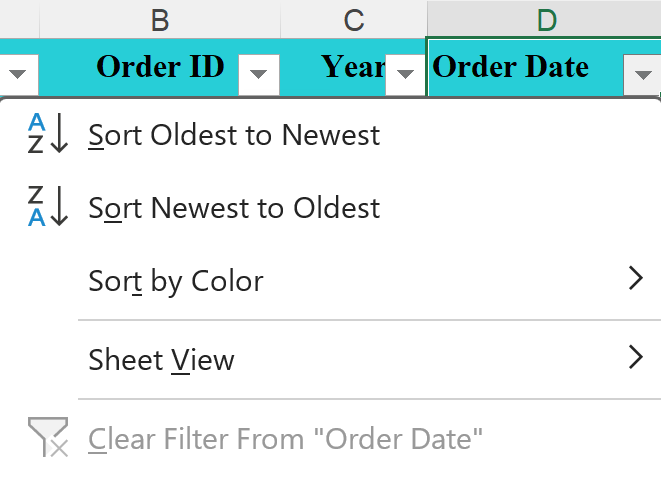 B C D
Order ID Year Order Date
A Z Sort Oldest to Newest
Z A Sort Newest to Oldest
Sort by Color
Sheet View
Clear Filter From "Order Date"